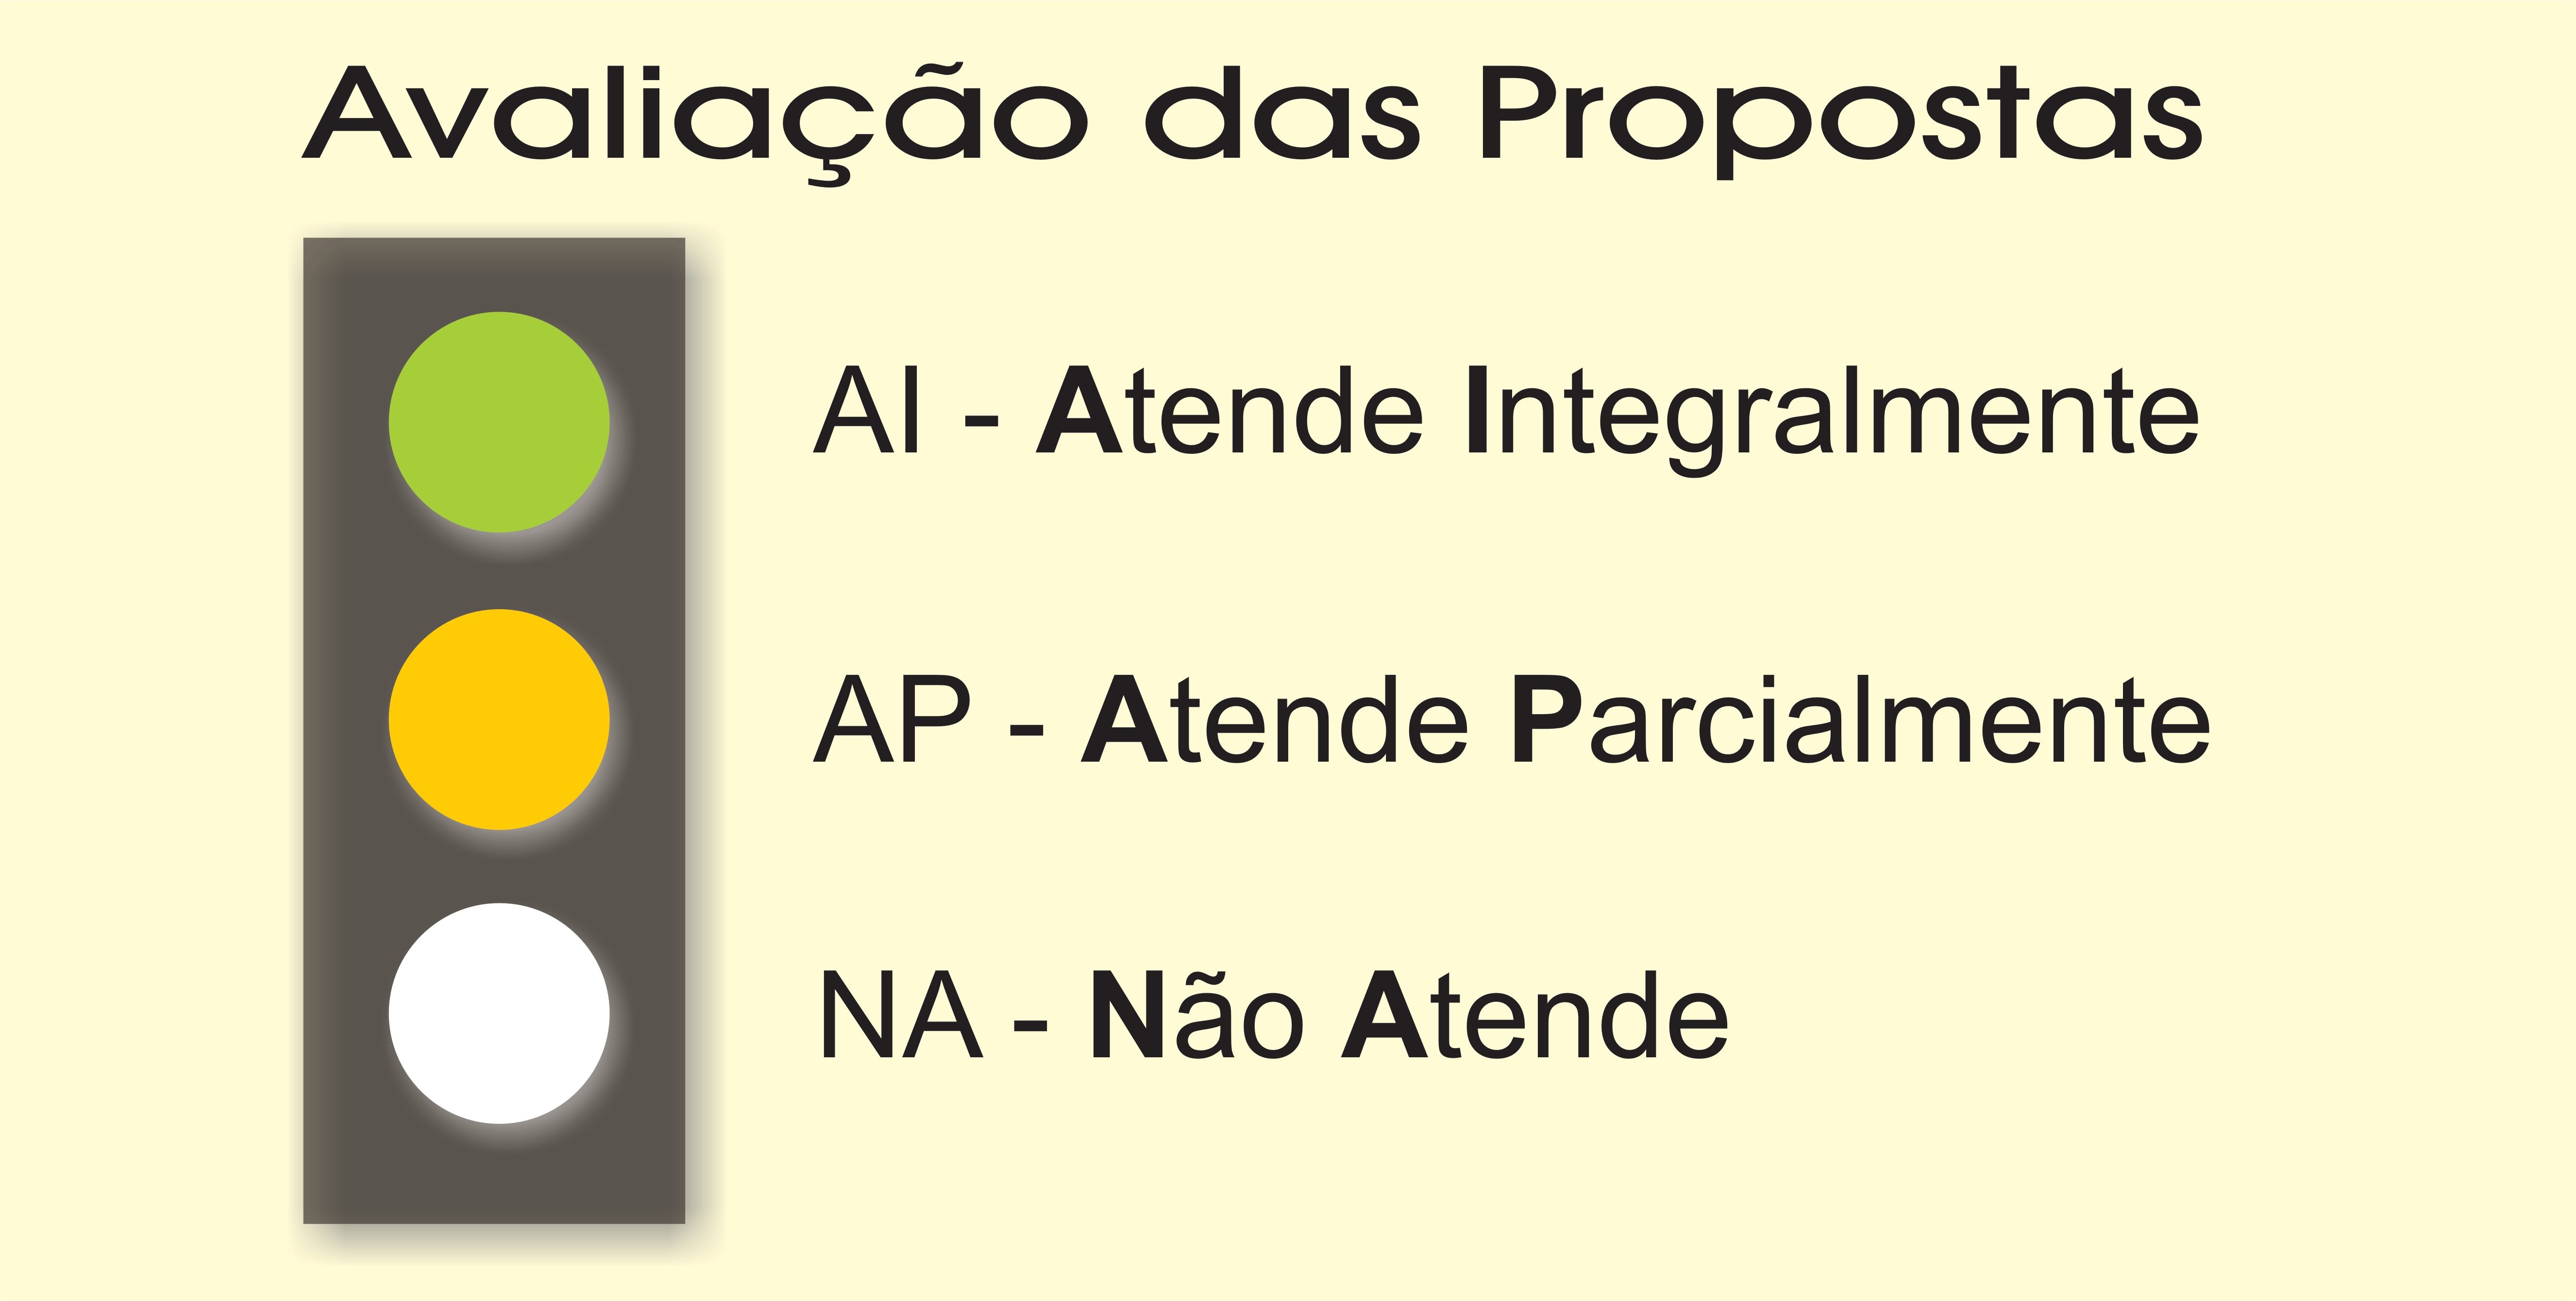 Avaliação das Propostas
AI - Atende Integralmente
AP - Atende Parcialmente
NA - Não Atende